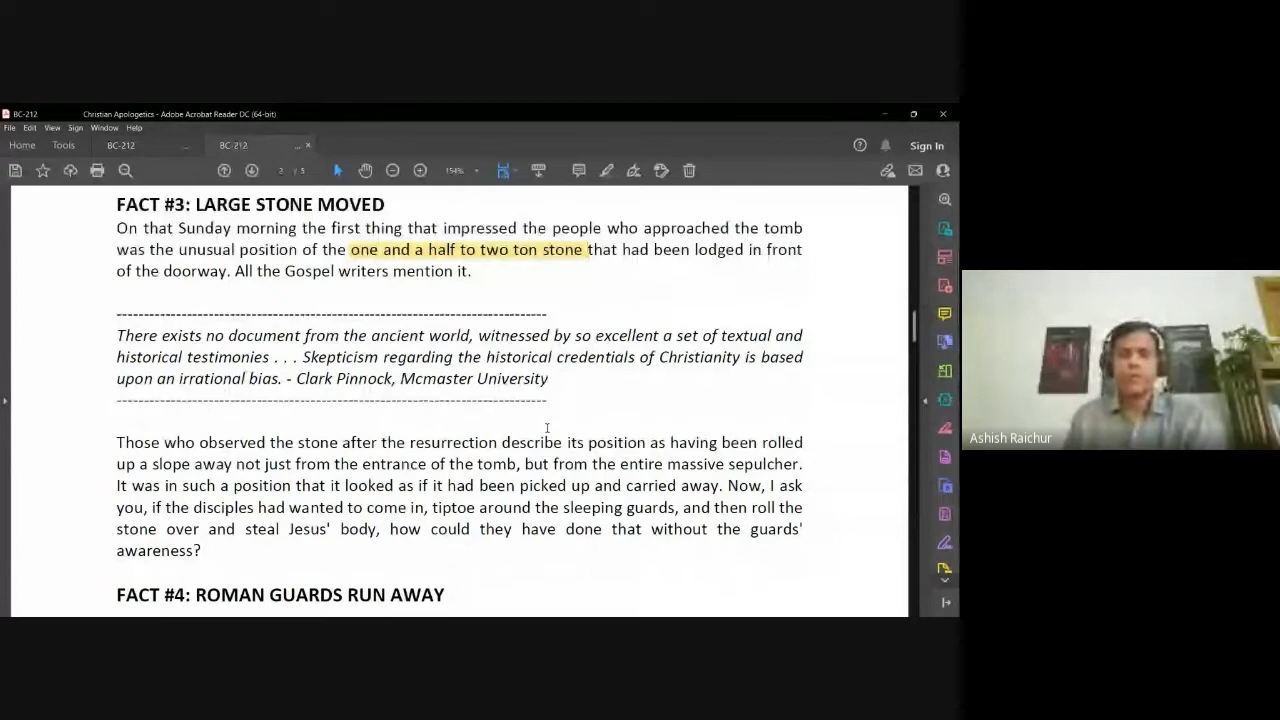 BC-212 Christian Apologetics - Adobe Acrobat Reader DC (64-bit)
File Edit View Sign Window Help
Home Tools BC-212 ... BC-212 ... × Sign In
2 / 5 154%
FACT #3: LARGE STONE MOVED
On that Sunday morning the first thing that impressed the people who approached the tomb
was the unusual position of the one and a half to two ton stone that had been lodged in front
of the doorway. All the Gospel writers mention it.
--------------------------------------------------------------------------------
There exists no document from the ancient world, witnessed by so excellent a set of textual and
historical testimonies . . . Skepticism regarding the historical credentials of Christianity is based
upon an irrational bias. - Clark Pinnock, Mcmaster University
--------------------------------------------------------------------------------
Those who observed the stone after the resurrection describe its position as having been rolled
up a slope away not just from the entrance of the tomb, but from the entire massive sepulcher.
It was in such a position that it looked as if it had been picked up and carried away. Now, I ask
you, if the disciples had wanted to come in, tiptoe around the sleeping guards, and then roll the
stone over and steal Jesus' body, how could they have done that without the guards'
awareness?
FACT #4: ROMAN GUARDS RUN AWAY
Ashish Raichur